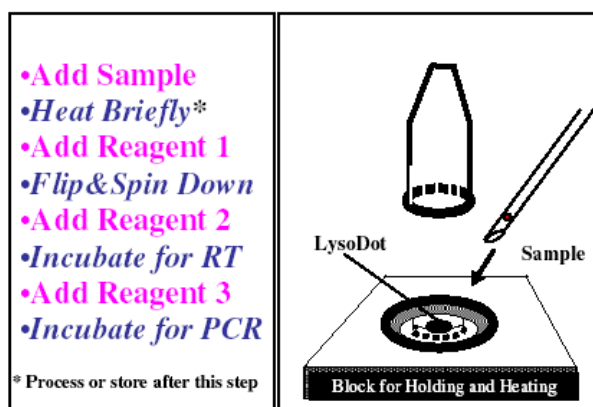 •Add Sample
•Heat Briefly*
•Add Reagent 1
•Flip&Spin Down
•Add Reagent 2
•Incubate for RT
•Add Reagent 3
•Incubate for PCR
* Process or store after this step
LysoDot
Sample
Block for Holding and Heating